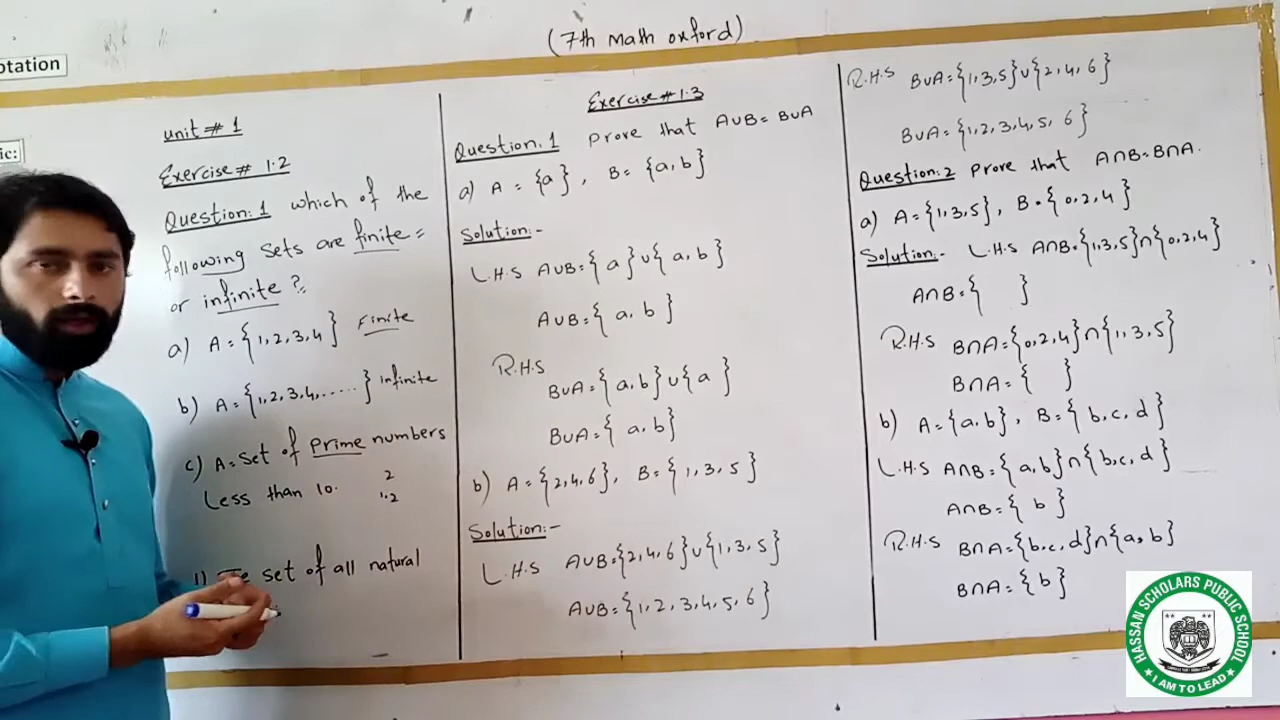 (7th math oxford)
otation
ic:
unit # 1
Exercise # 1.2
Question: 1 which of the
following sets are finite
or infinite ?
a) A = {1, 2, 3, 4} Finite
b) A = {1, 2, 3, 4, .....} infinite
c) A = Set of Prime numbers
Less than 10. 2
1, 2
set of all natural
Exercise # 1.3
Question. 1 Prove that A∪B = B∪A
a) A = {a}, B = {a, b}
Solution:-
L.H.S A∪B = {a} ∪ {a, b}
A∪B = {a, b}
R.H.S
B∪A = {a, b} ∪ {a}
B∪A = {a, b}
b) A = {2, 4, 6}, B = {1, 3, 5}
Solution:-
L.H.S A∪B = {2, 4, 6} ∪ {1, 3, 5}
A∪B = {1, 2, 3, 4, 5, 6}
R.H.S B∪A = {1, 3, 5} ∪ {2, 4, 6}
B∪A = {1, 2, 3, 4, 5, 6}
Question: 2 Prove that A∩B = B∩A.
a) A = {1, 3, 5}, B = {0, 2, 4}
Solution:- L.H.S A∩B = {1, 3, 5} ∩ {0, 2, 4}
A∩B = { }
R.H.S B∩A = {0, 2, 4} ∩ {1, 3, 5}
B∩A = { }
b) A = {a, b}, B = {b, c, d}
L.H.S A∩B = {a, b} ∩ {b, c, d}
A∩B = {b}
R.H.S B∩A = {b, c, d} ∩ {a, b}
B∩A = {b}
HASSAN SCHOLARS PUBLIC SCHOOL
I AM TO LEAD